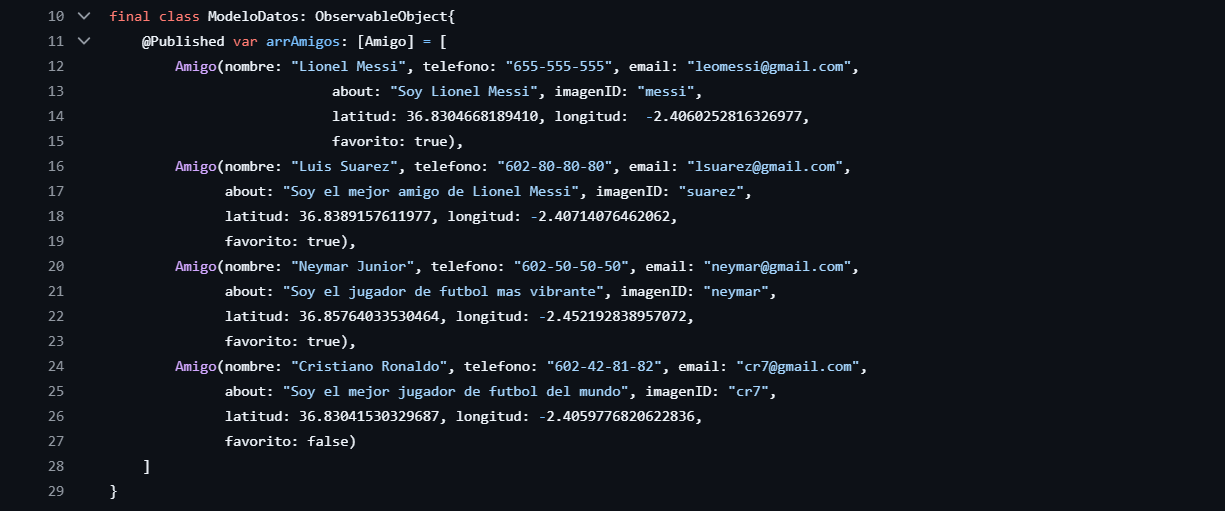 10 final class ModeloDatos: ObservableObject{
11 @Published var arrAmigos: [Amigo] = [
12 Amigo(nombre: "Lionel Messi", telefono: "655-555-555", email: "leomessi@gmail.com",
13 about: "Soy Lionel Messi", imagenID: "messi",
14 latitud: 36.8304668189410, longitud:  -2.4060252816326977,
15 favorito: true),
16 Amigo(nombre: "Luis Suarez", telefono: "602-80-80-80", email: "lsuarez@gmail.com",
17 about: "Soy el mejor amigo de Lionel Messi", imagenID: "suarez",
18 latitud: 36.8389157611977, longitud: -2.40714076462062,
19 favorito: true),
20 Amigo(nombre: "Neymar Junior", telefono: "602-50-50-50", email: "neymar@gmail.com",
21 about: "Soy el jugador de futbol mas vibrante", imagenID: "neymar",
22 latitud: 36.85764033530464, longitud: -2.452192838957072,
23 favorito: true),
24 Amigo(nombre: "Cristiano Ronaldo", telefono: "602-42-81-82", email: "cr7@gmail.com",
25 about: "Soy el mejor jugador de futbol del mundo", imagenID: "cr7",
26 latitud: 36.83041530329687, longitud: -2.4059776820622836,
27 favorito: false)
28 ]
29 }